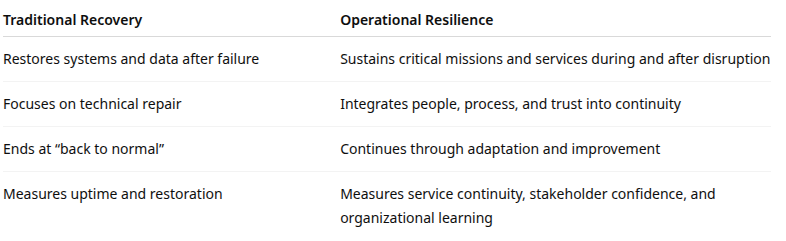 Traditional Recovery Operational Resilience
Restores systems and data after failure Sustains critical missions and services during and after disruption
Focuses on technical repair Integrates people, process, and trust into continuity
Ends at “back to normal” Continues through adaptation and improvement
Measures uptime and restoration Measures service continuity, stakeholder confidence, and
organizational learning